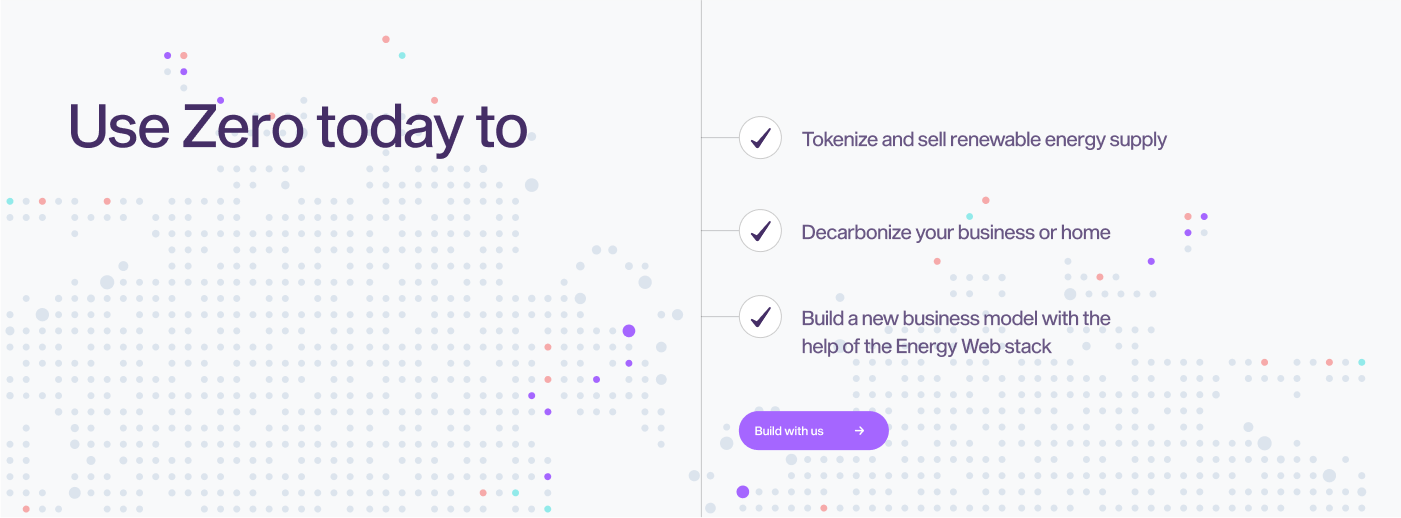 Use Zero today to
Tokenize and sell renewable energy supply
Decarbonize your business or home
Build a new business model with the
help of the Energy Web stack
Build with us